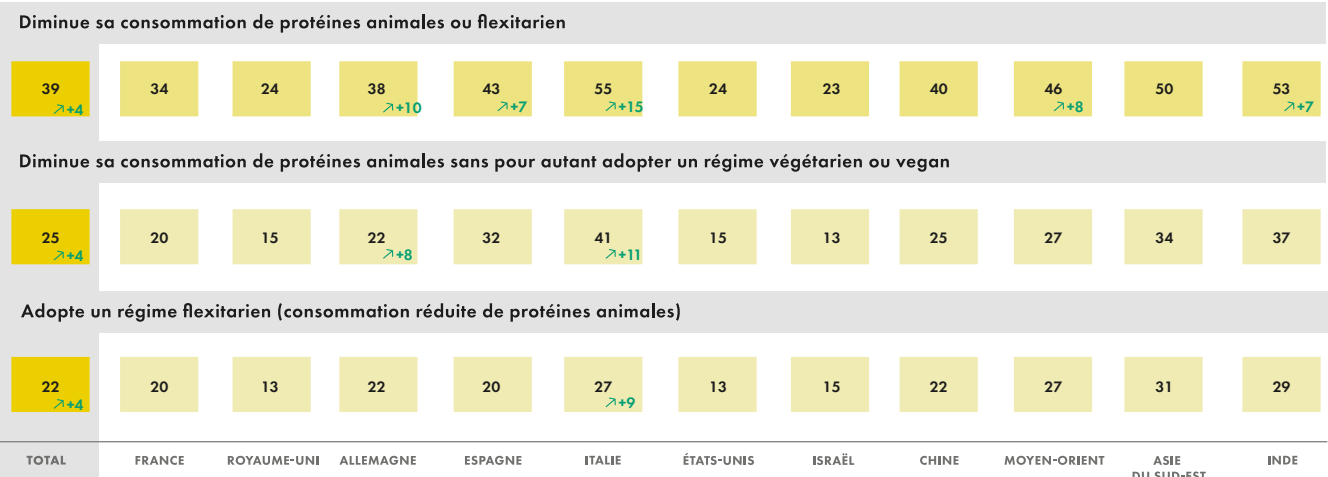 Diminue sa consommation de protéines animales ou flexitarien
39 34 24 38 43 55 24 23 40 46 50 53
↗+4 ↗+10 ↗+7 ↗+15 ↗+8 ↗+7
Diminue sa consommation de protéines animales sans pour autant adopter un régime végétarien ou vegan
25 20 15 22 32 41 15 13 25 27 34 37
↗+4 ↗+8 ↗+11
Adopte un régime flexitarien (consommation réduite de protéines animales)
22 20 13 22 20 27 13 15 22 27 31 29
↗+4 ↗+9
TOTAL FRANCE ROYAUME-UNI ALLEMAGNE ESPAGNE ITALIE ÉTATS-UNIS ISRAËL CHINE MOYEN-ORIENT ASIE INDE
DU SUD-EST